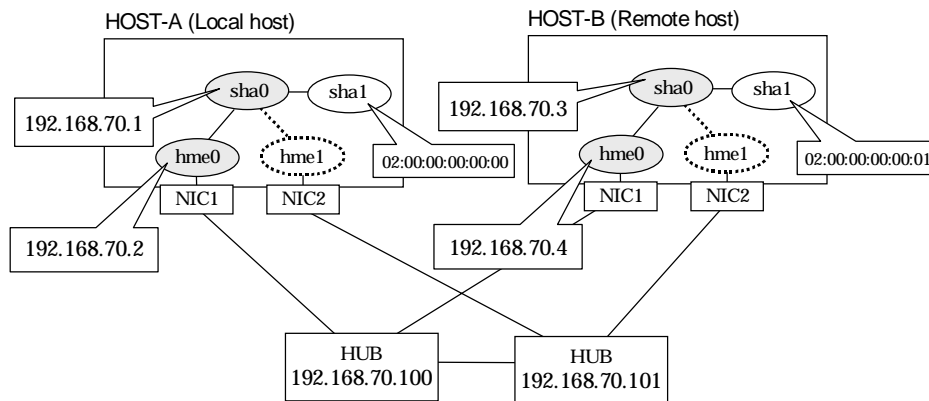 HOST-A (Local host)
HOST-B (Remote host)
sha0
sha1
192.168.70.1
hme0
hme1
02:00:00:00:00:00
NIC1
NIC2
192.168.70.2
sha0
sha1
192.168.70.3
hme0
hme1
02:00:00:00:00:01
NIC1
NIC2
192.168.70.4
HUB
192.168.70.100
HUB
192.168.70.101